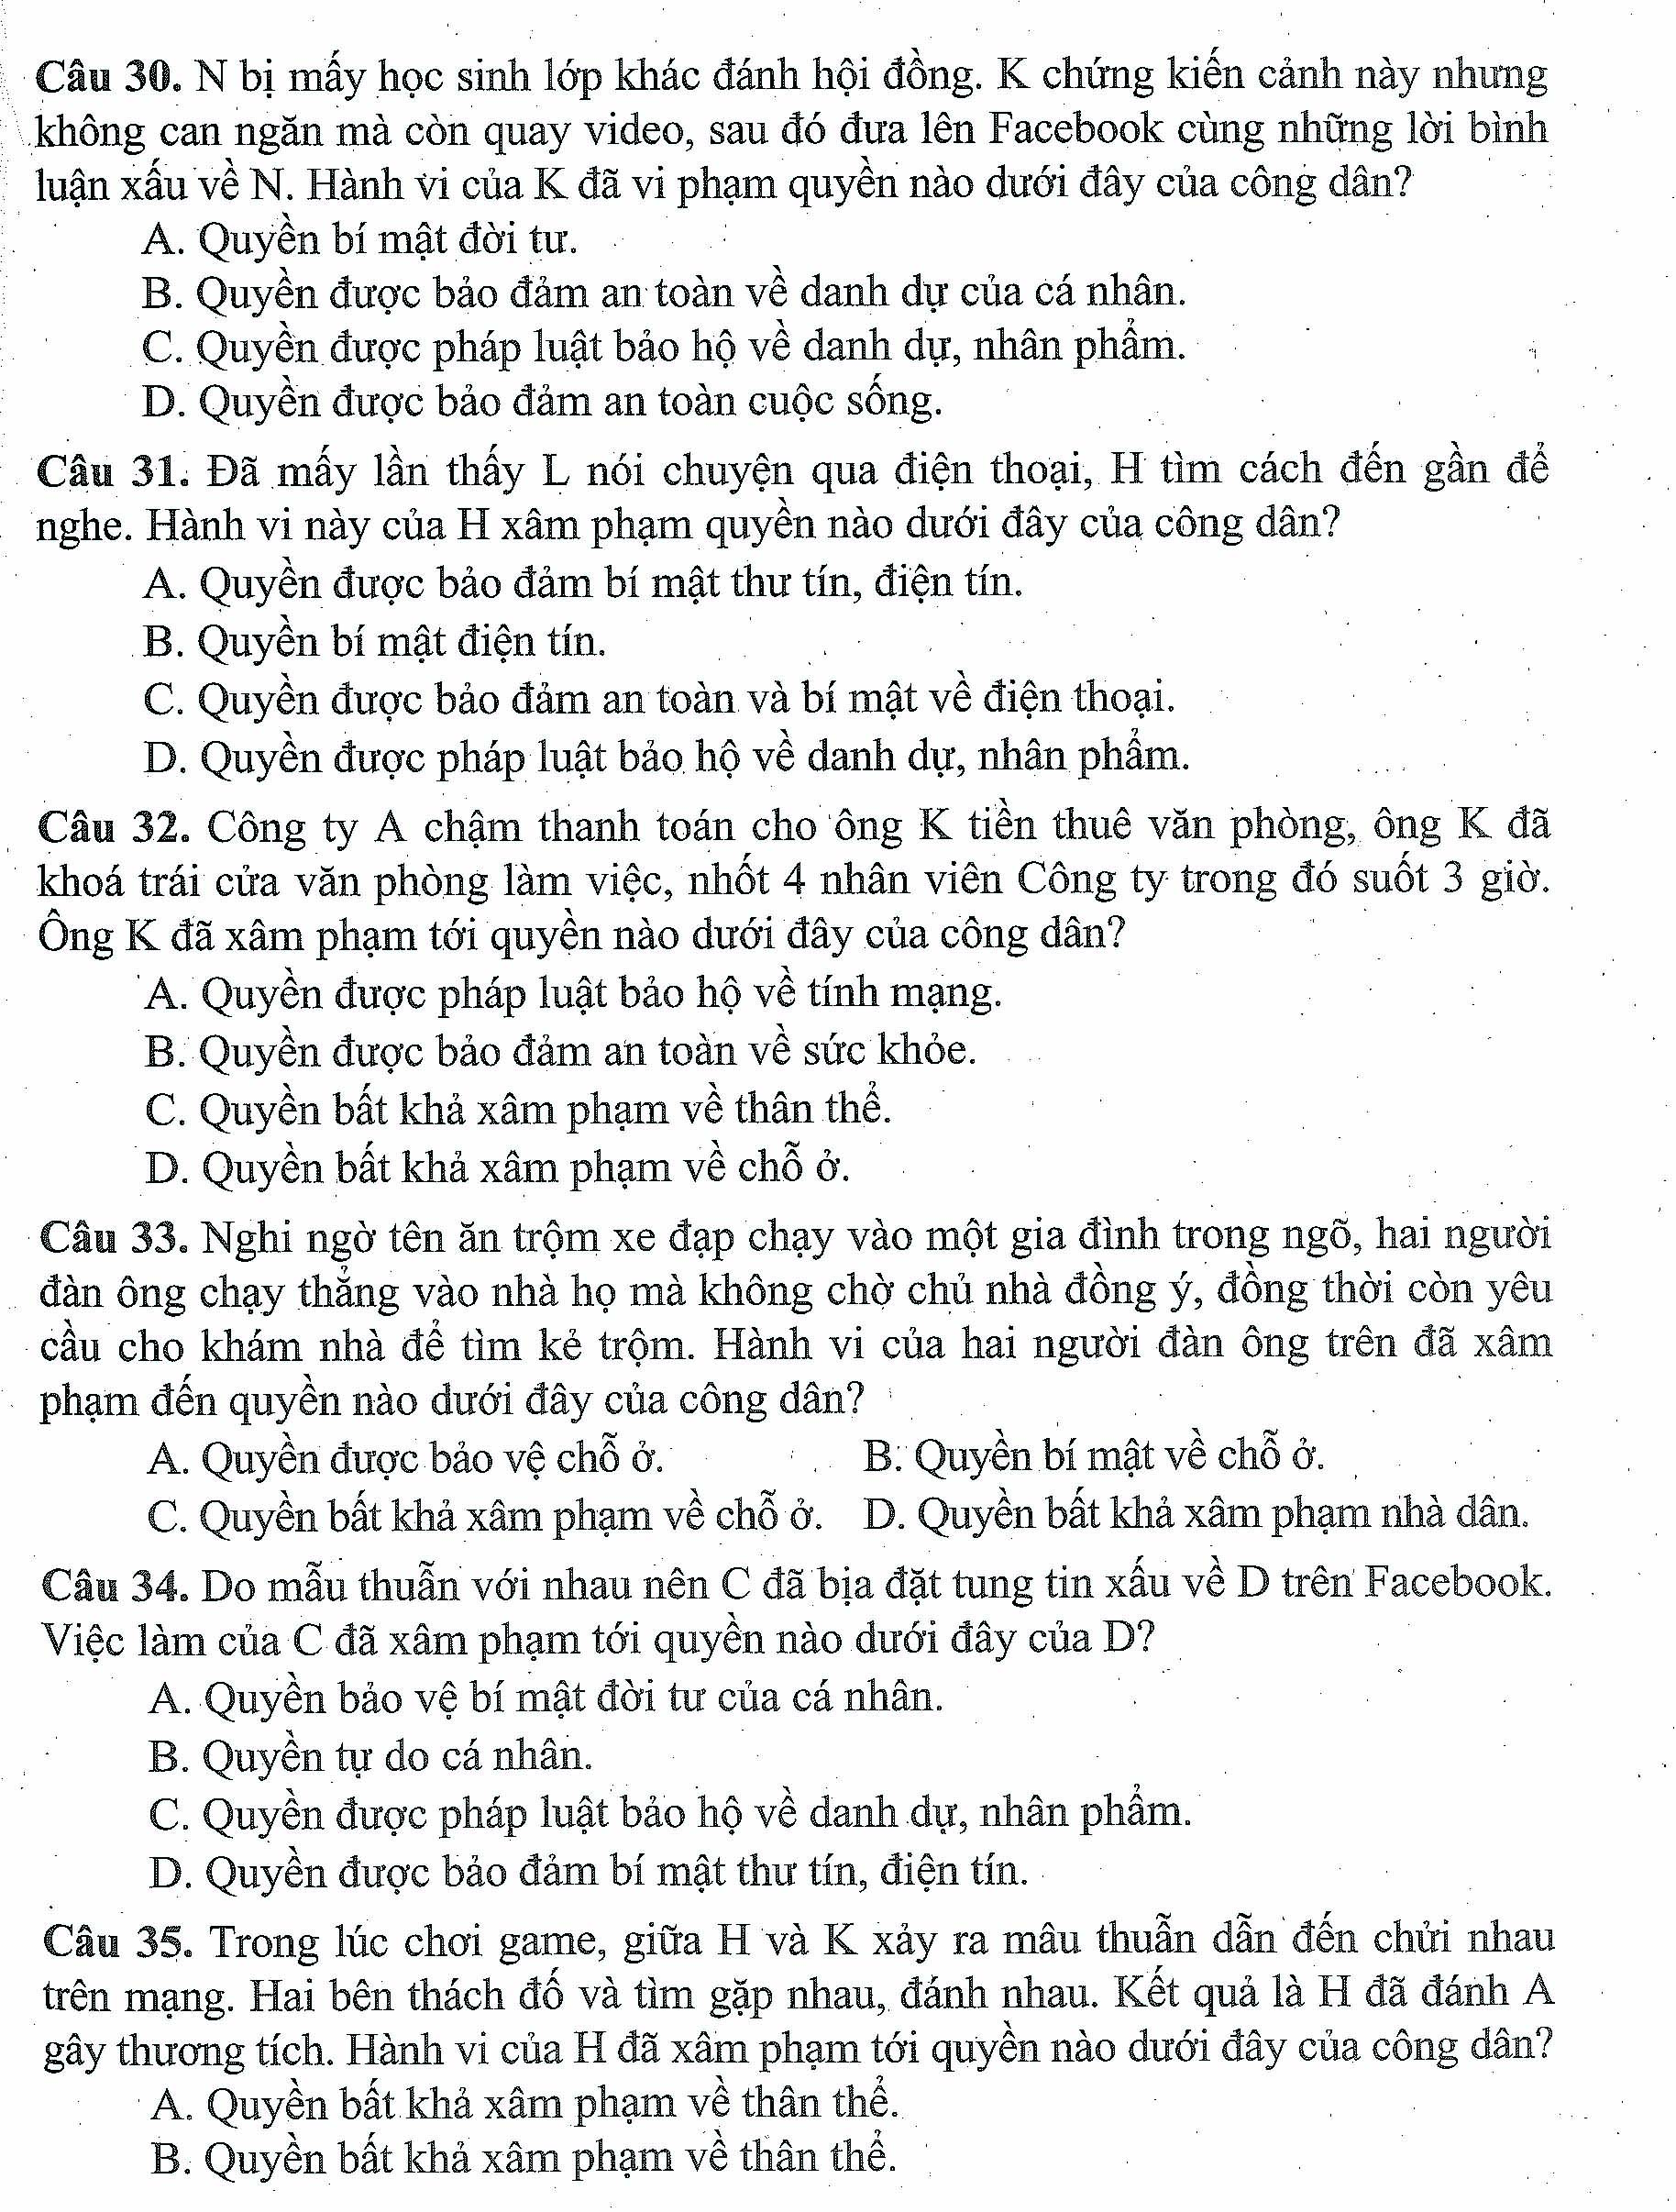 Câu 30. N bị mấy học sinh lớp khác đánh hội đồng. K chứng kiến cảnh này nhưng
không can ngăn mà còn quay video, sau đó đưa lên Facebook cùng những lời bình
luận xấu về N. Hành vi của K đã vi phạm quyền nào dưới đây của công dân?
A. Quyền bí mật đời tư.
B. Quyền được bảo đảm an toàn về danh dự của cá nhân.
C. Quyền được pháp luật bảo hộ về danh dự, nhân phẩm.
D. Quyền được bảo đảm an toàn cuộc sống.
Câu 31. Đã mấy lần thấy L nói chuyện qua điện thoại, H tìm cách đến gần để
nghe. Hành vi này của H xâm phạm quyền nào dưới đây của công dân?
A. Quyền được bảo đảm bí mật thư tín, điện tín.
B. Quyền bí mật điện tín.
C. Quyền được bảo đảm an toàn và bí mật về điện thoại.
D. Quyền được pháp luật bảo hộ về danh dự, nhân phẩm.
Câu 32. Công ty A chậm thanh toán cho ông K tiền thuê văn phòng, ông K đã
khoá trái cửa văn phòng làm việc, nhốt 4 nhân viên Công ty trong đó suốt 3 giờ.
Ông K đã xâm phạm tới quyền nào dưới đây của công dân?
A. Quyền được pháp luật bảo hộ về tính mạng.
B. Quyền được bảo đảm an toàn về sức khỏe.
C. Quyền bất khả xâm phạm về thân thể.
D. Quyền bất khả xâm phạm về chỗ ở.
Câu 33. Nghi ngờ tên ăn trộm xe đạp chạy vào một gia đình trong ngõ, hai người
đàn ông chạy thẳng vào nhà họ mà không chờ chủ nhà đồng ý, đồng thời còn yêu
cầu cho khám nhà để tìm kẻ trộm. Hành vi của hai người đàn ông trên đã xâm
phạm đến quyền nào dưới đây của công dân?
A. Quyền được bảo vệ chỗ ở. B. Quyền bí mật về chỗ ở.
C. Quyền bất khả xâm phạm về chỗ ở. D. Quyền bất khả xâm phạm nhà dân.
Câu 34. Do mẫu thuẫn với nhau nên C đã bịa đặt tung tin xấu về D trên Facebook.
Việc làm của C đã xâm phạm tới quyền nào dưới đây của D?
A. Quyền bảo vệ bí mật đời tư của cá nhân.
B. Quyền tự do cá nhân.
C. Quyền được pháp luật bảo hộ về danh dự, nhân phẩm.
D. Quyền được bảo đảm bí mật thư tín, điện tín.
Câu 35. Trong lúc chơi game, giữa H và K xảy ra mâu thuẫn dẫn đến chửi nhau
trên mạng. Hai bên thách đố và tìm gặp nhau, đánh nhau. Kết quả là H đã đánh A
gây thương tích. Hành vi của H đã xâm phạm tới quyền nào dưới đây của công dân?
A. Quyền bất khả xâm phạm về thân thể.
B. Quyền bất khả xâm phạm về thân thể.